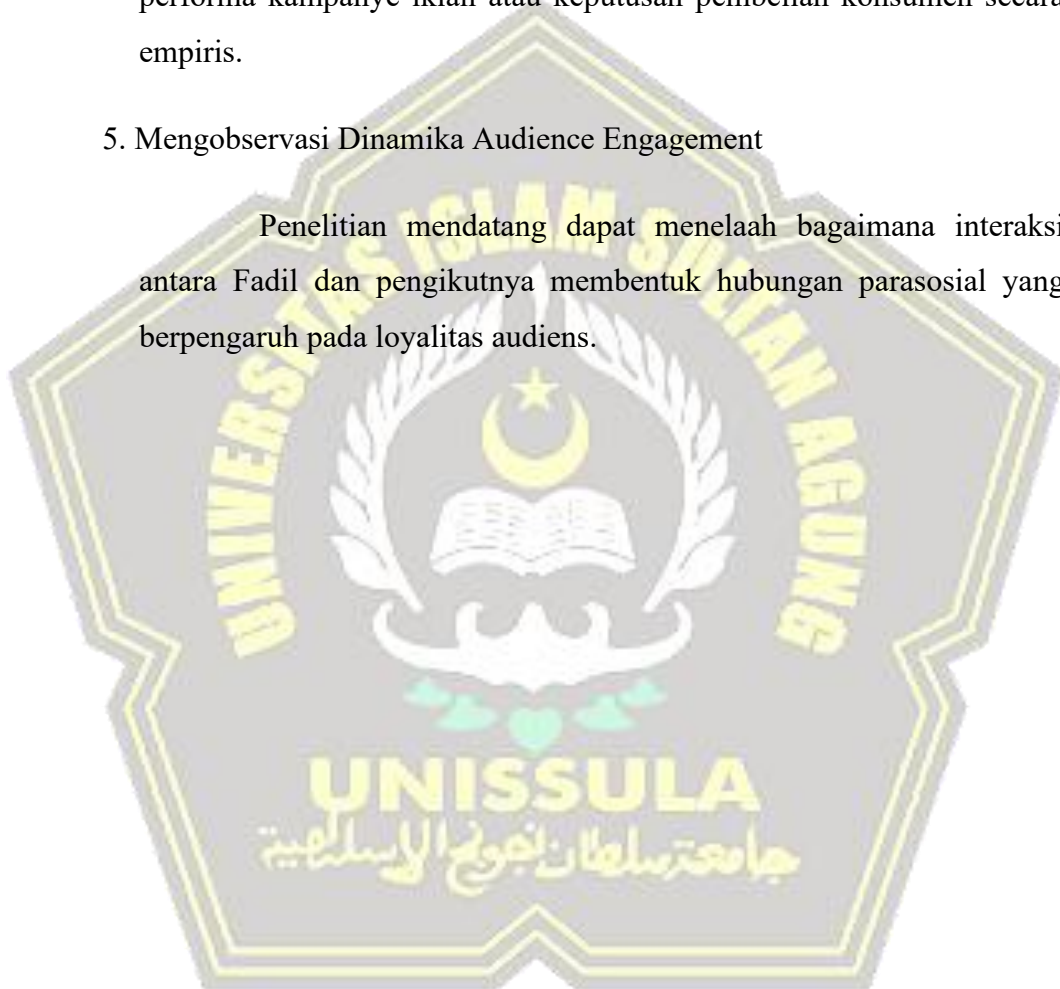 performa kampanye iklan atau keputusan pembelian konsumen secara
empiris.
5. Mengobservasi Dinamika Audience Engagement
Penelitian mendatang dapat menelaah bagaimana interaksi
antara Fadil dan pengikutnya membentuk hubungan parasosial yang
berpengaruh pada loyalitas audiens.
UNIVERSITAS ISLAM SULTAN AGUNG
UNISSULA
جامعة سلطان أجونج الإسلامية